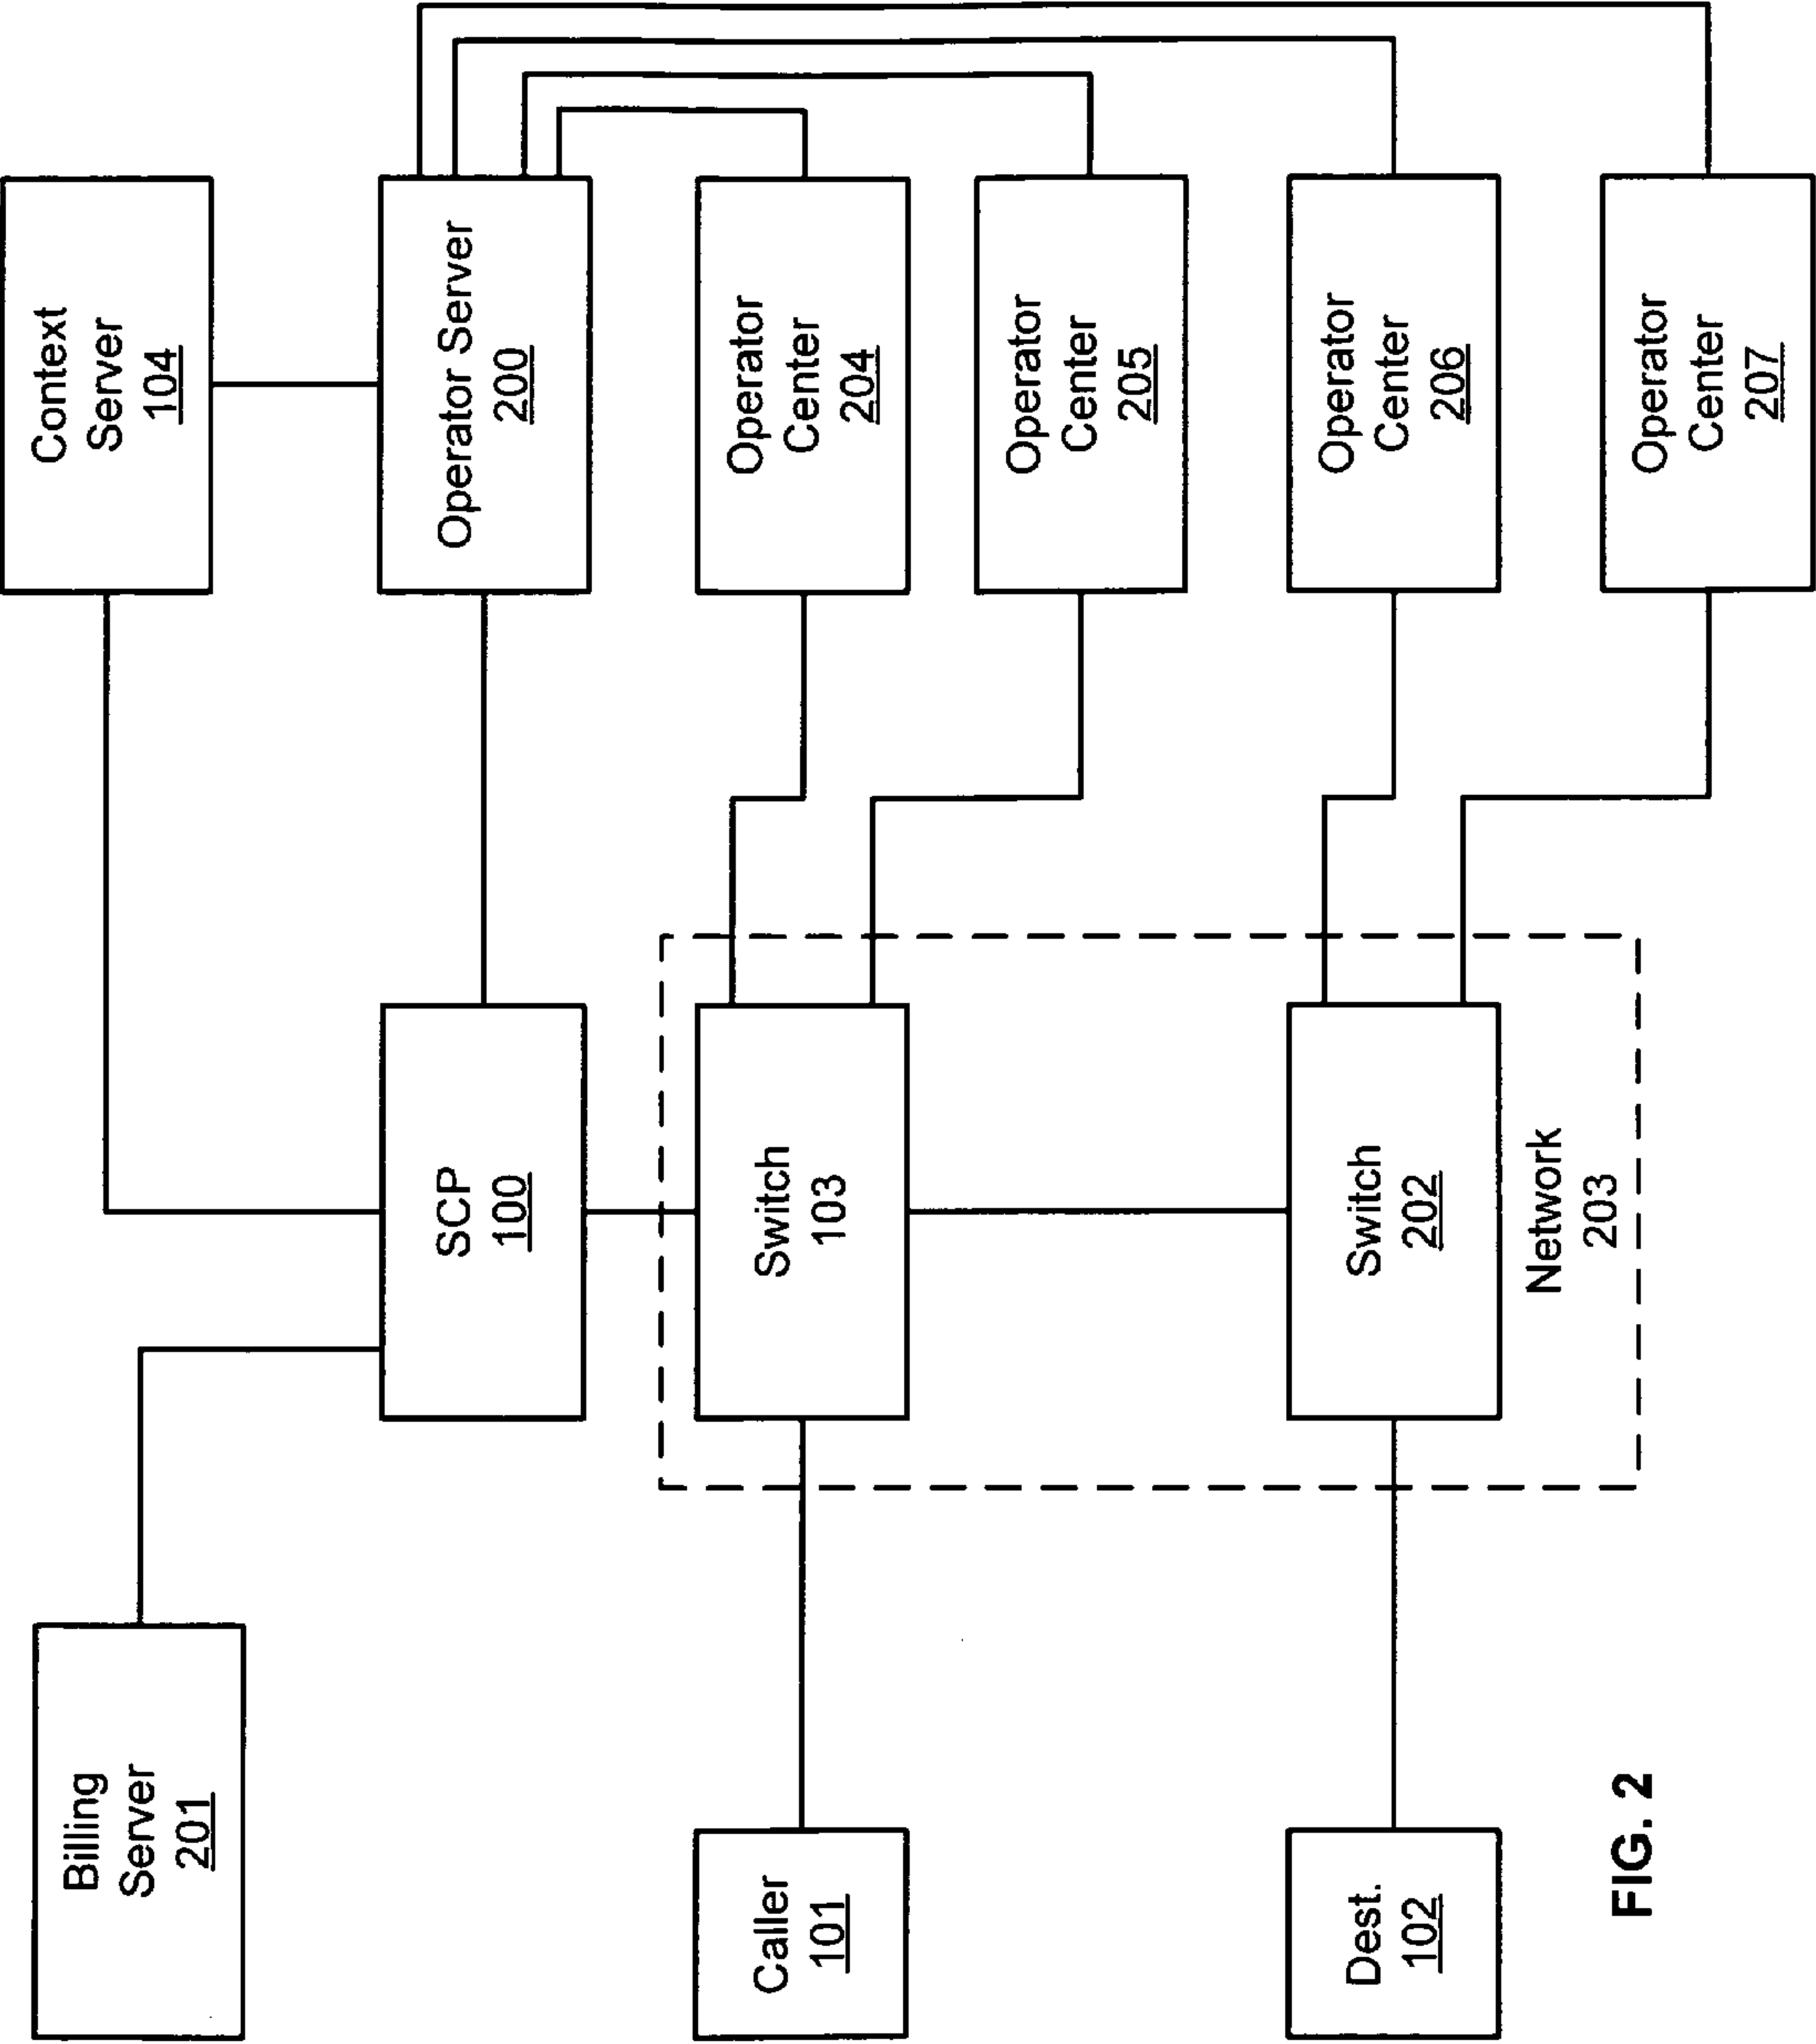 Billing
Server
201
Context
Server
104
SCP
100
Operator Server
200
Caller
101
Switch
103
Operator
Center
204
Operator
Center
205
Dest.
102
Switch
202
Operator
Center
206
Network
203
Operator
Center
207
FIG. 2